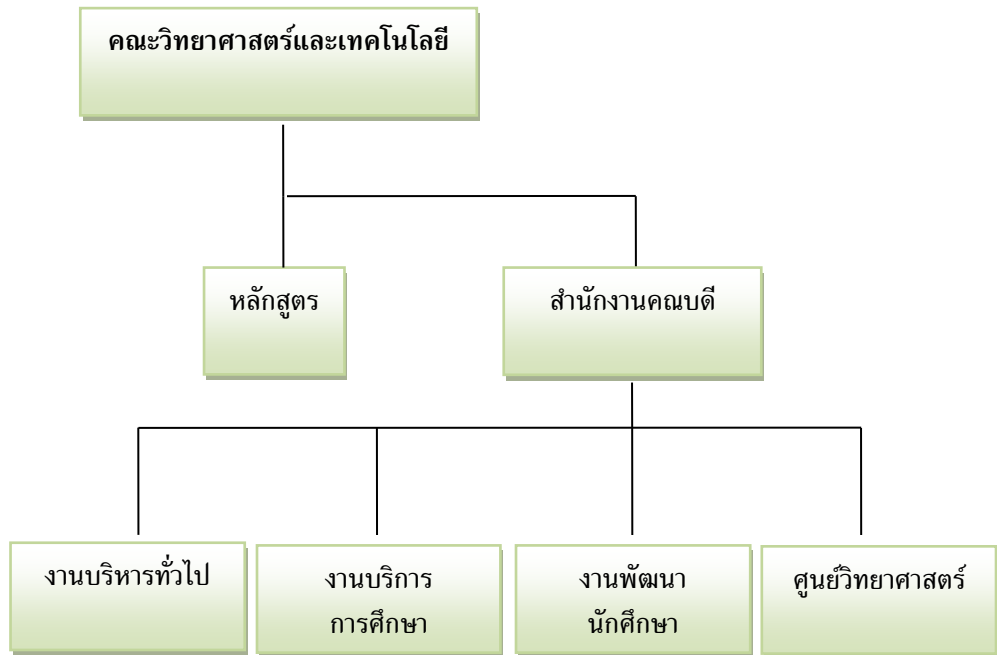 คณะวิทยาศาสตร์และเทคโนโลยี
หลักสูตร
สำนักงานคณบดี
งานบริหารทั่วไป
งานบริการ
การศึกษา
งานพัฒนา
นักศึกษา
ศูนย์วิทยาศาสตร์